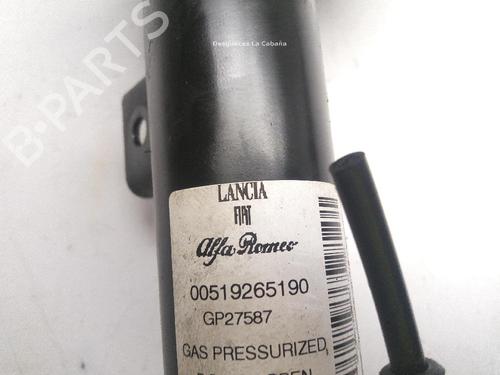 Desguaces La Cabaña
B-PARTS
LANCIA
FIAT
Alfa Romeo
00519265190
GP27587
GAS PRESSURIZED,